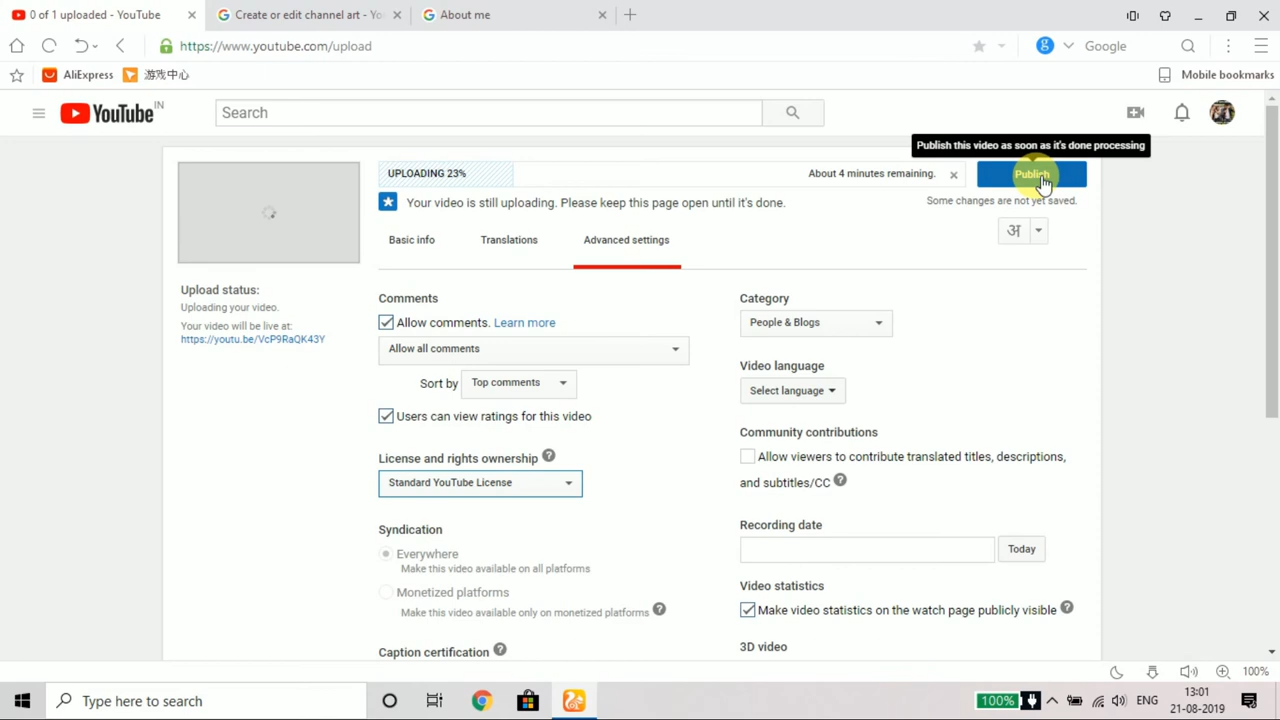 0 of 1 uploaded - YouTube
Create or edit channel art - Yo
About me
https://www.youtube.com/upload
Google
AliExpress
游戏中心
Mobile bookmarks
YouTube IN
Search
Publish this video as soon as it's done processing
UPLOADING 23%
About 4 minutes remaining.
Publish
Your video is still uploading. Please keep this page open until it's done.
Some changes are not yet saved.
अ
Basic info
Translations
Advanced settings
Upload status:
Uploading your video.
Your video will be live at:
https://youtu.be/VcP9RaQK43Y
Comments
Allow comments. Learn more
Allow all comments
Sort by Top comments
Users can view ratings for this video
License and rights ownership ?
Standard YouTube License
Syndication
Everywhere
Make this video available on all platforms
Monetized platforms
Make this video available only on monetized platforms ?
Caption certification ?
Category
People & Blogs
Video language
Select language
Community contributions
Allow viewers to contribute translated titles, descriptions,
and subtitles/CC ?
Recording date
Today
Video statistics
Make video statistics on the watch page publicly visible ?
3D video
100%
Type here to search
100%
ENG
13:01
21-08-2019